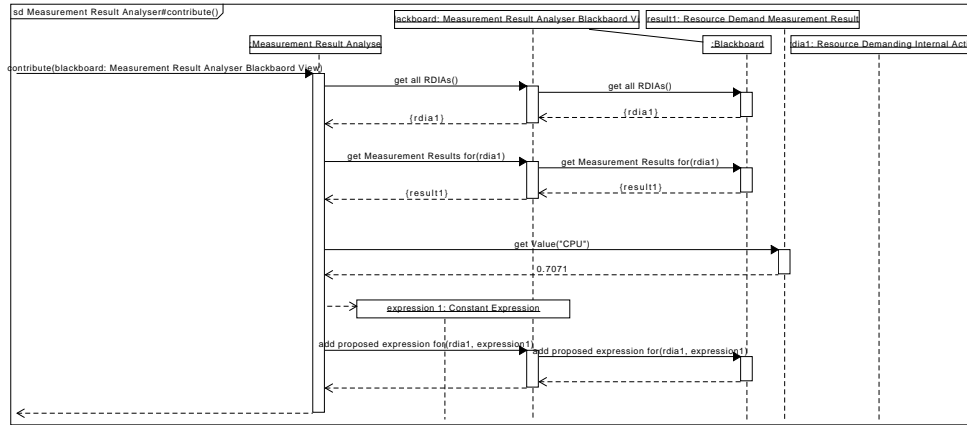 sd Measurement Result Analyser#contribute()
ackboard: Measurement Result Analyser Blackbaord Vi
result1: Resource Demand Measurement Result
Measurement Result Analyse
:Blackboard
dia1: Resource Demanding Internal Acti
contribute(blackboard: Measurement Result Analyser Blackbaord View)
get all RDIAs()
get all RDIAs()
{rdia1}
{rdia1}
get Measurement Results for(rdia1)
get Measurement Results for(rdia1)
{result1}
{result1}
get Value("CPU")
0.7071
expression 1: Constant Expression
add proposed expression for(rdia1, expression1)
add proposed expression for(rdia1, expression1)